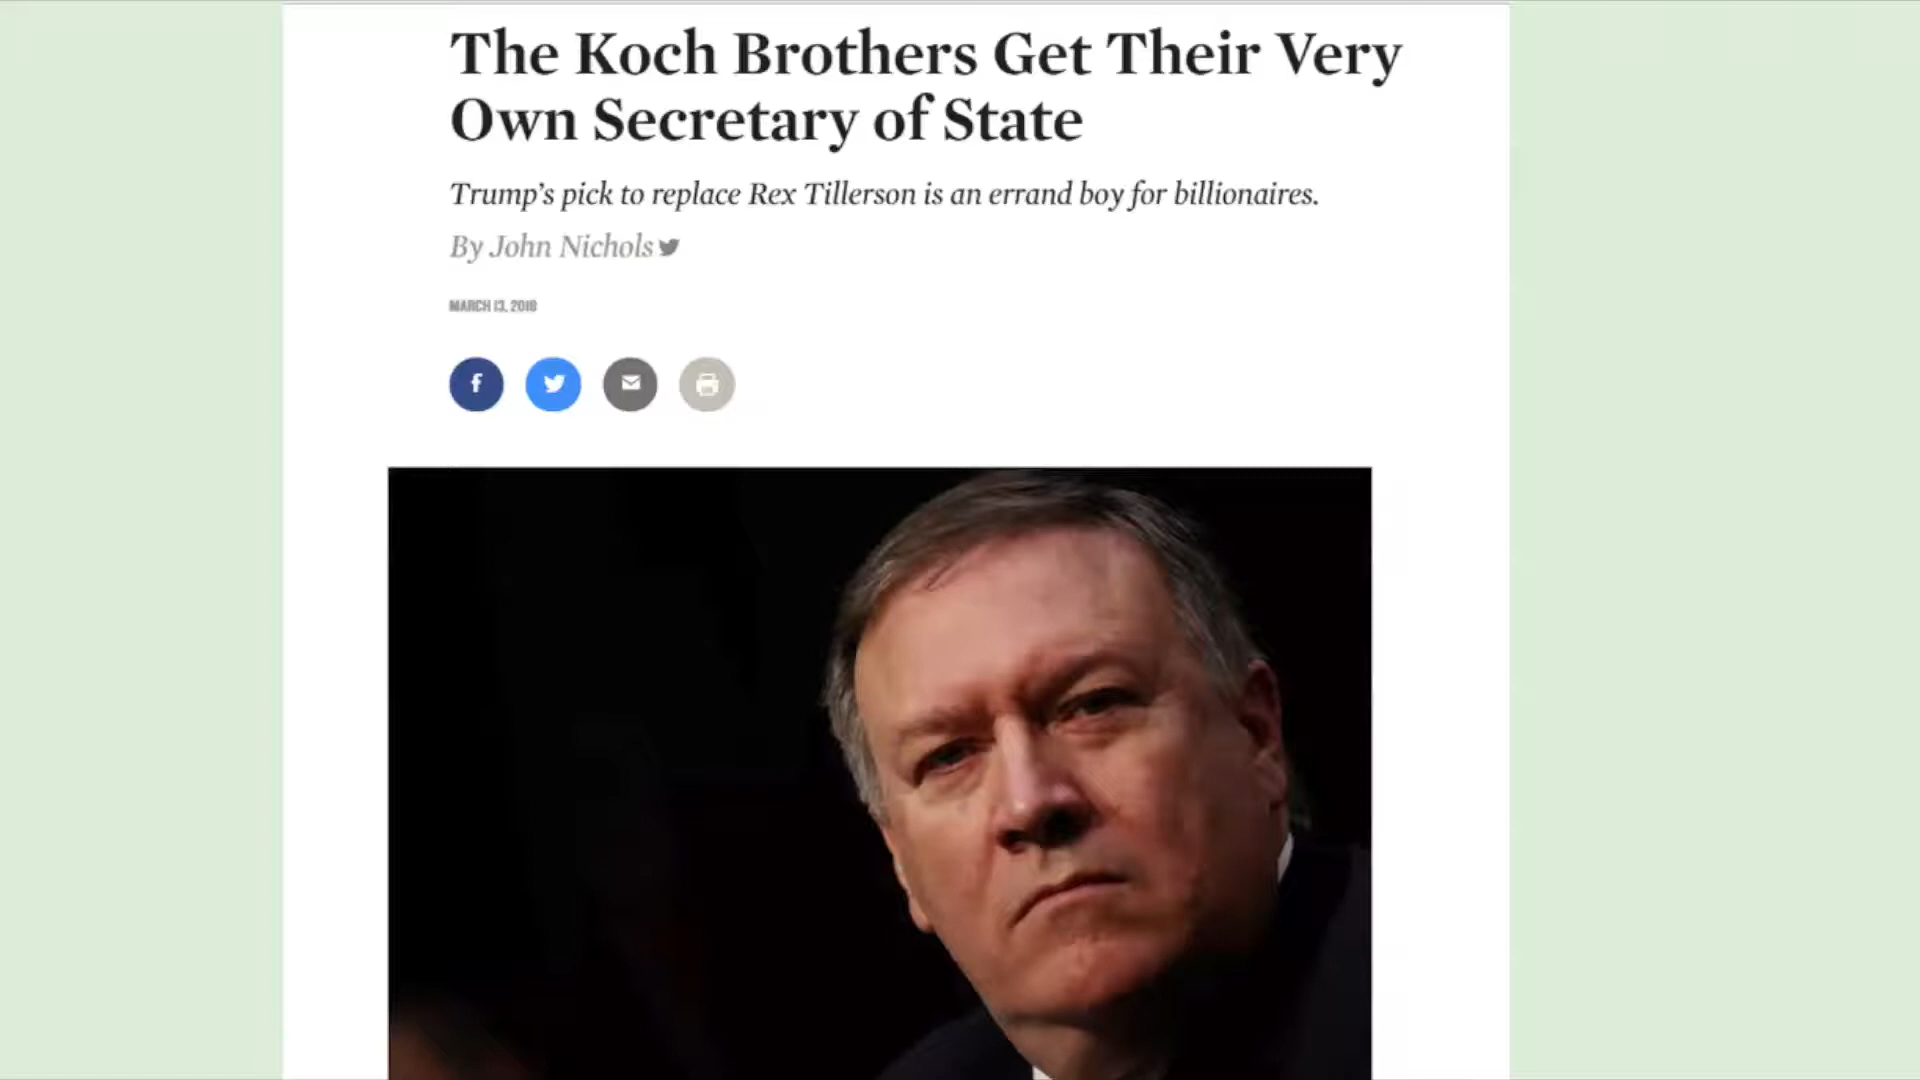 The Koch Brothers Get Their Very
Own Secretary of State
Trump's pick to replace Rex Tillerson is an errand boy for billionaires.
By John Nichols
MARCH 13, 2018
f